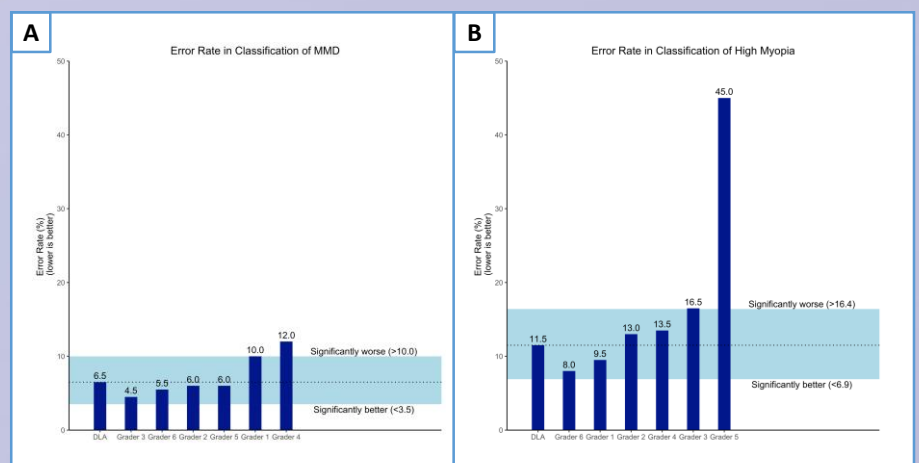 A
Error Rate in Classification of MMD
Error Rate (%)
(lower is better)
50
40
30
20
10
0
6.5
4.5
5.5
6.0
6.0
10.0
12.0
Significantly worse (>10.0)
Significantly better (<3.5)
DLA Grader 3 Grader 6 Grader 2 Grader 5 Grader 1 Grader 4
B
Error Rate in Classification of High Myopia
Error Rate (%)
(lower is better)
50
40
30
20
10
0
11.5
8.0
9.5
13.0
13.5
16.5
45.0
Significantly worse (>16.4)
Significantly better (<6.9)
DLA Grader 6 Grader 1 Grader 2 Grader 4 Grader 3 Grader 5